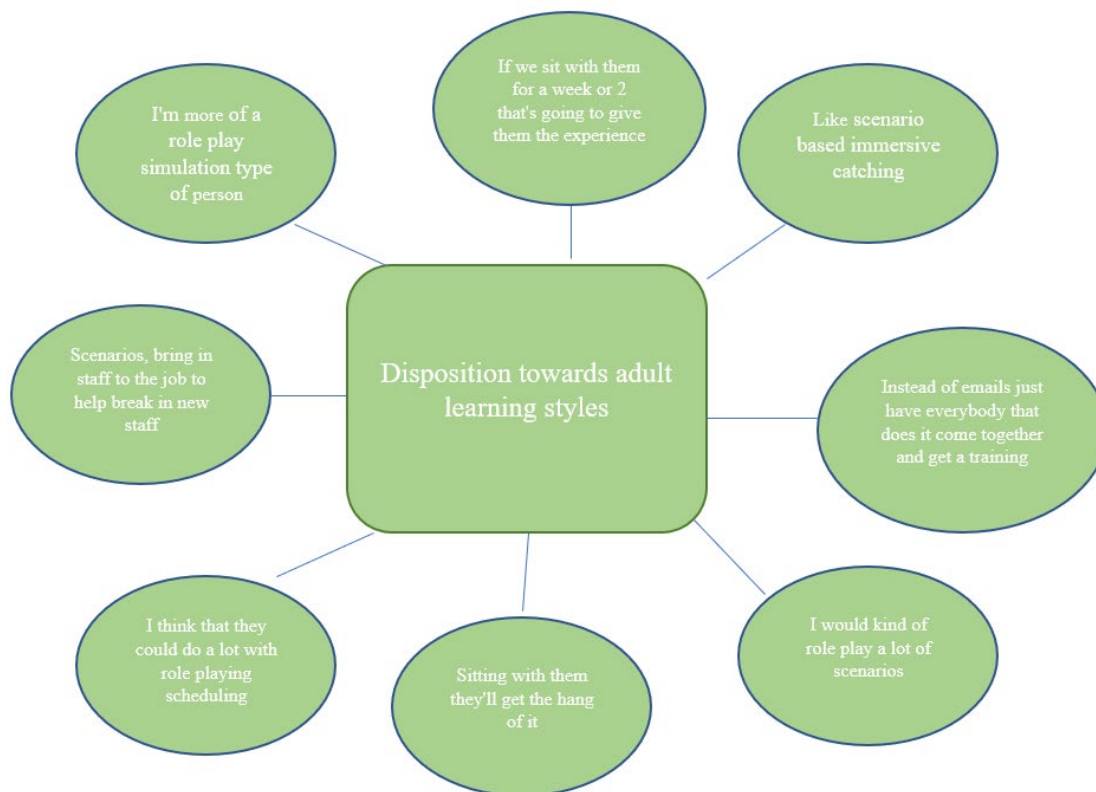 I'm more of a
role play
simulation type
of person
If we sit with them
for a week or 2
that's going to give
them the experience
Like scenario
based immersive
catching
Scenarios, bring in
staff to the job to
help break in new
staff
Disposition towards adult
learning styles
Instead of emails just
have everybody that
does it come together
and get a training
I think that they
could do a lot with
role playing
scheduling
Sitting with them
they'll get the hang
of it
I would kind of
role play a lot of
scenarios